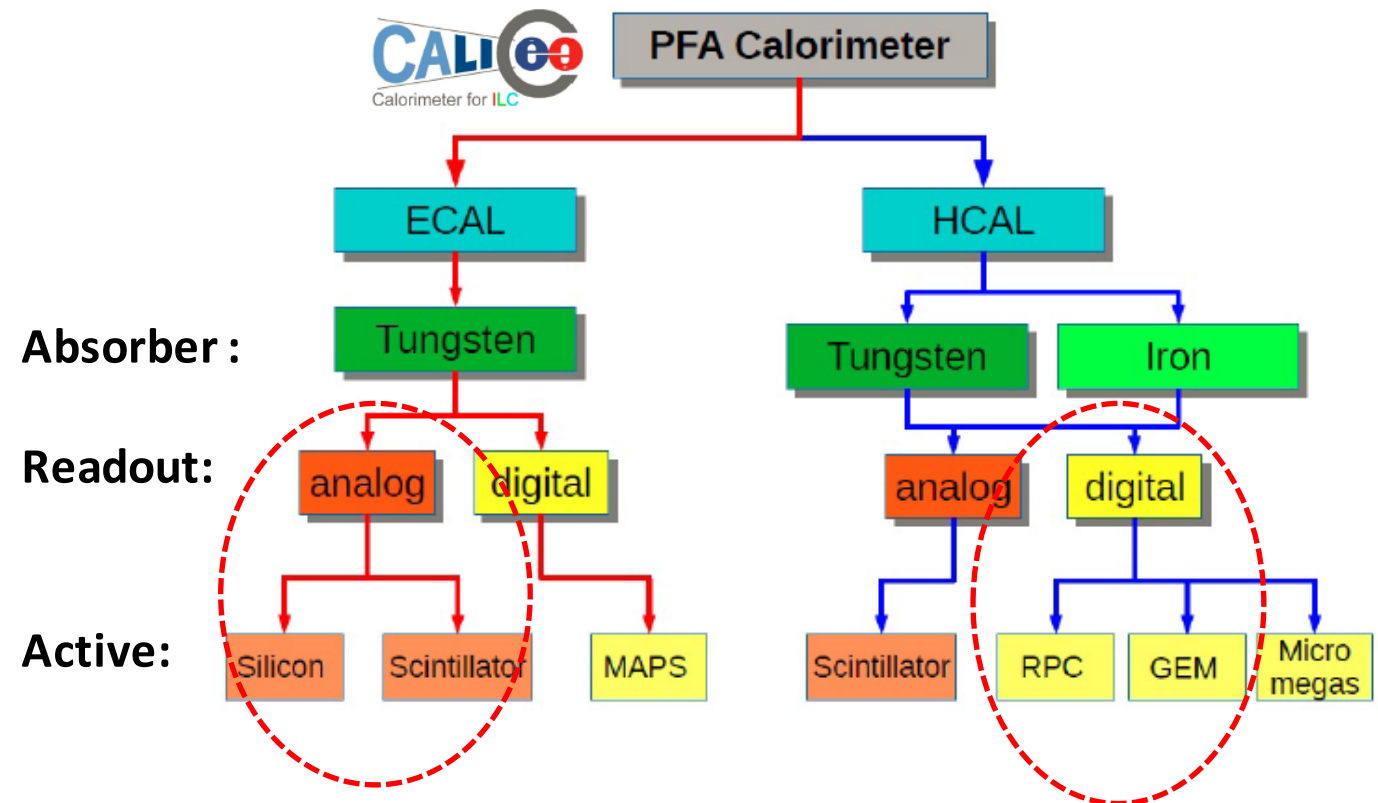 CALICe
Calorimeter for ILC
PFA Calorimeter
ECAL
HCAL
Absorber :
Tungsten
Tungsten
Iron
Readout:
analog
digital
analog
digital
Active:
Silicon
Scintillator
MAPS
Scintillator
RPC
GEM
Micro
megas